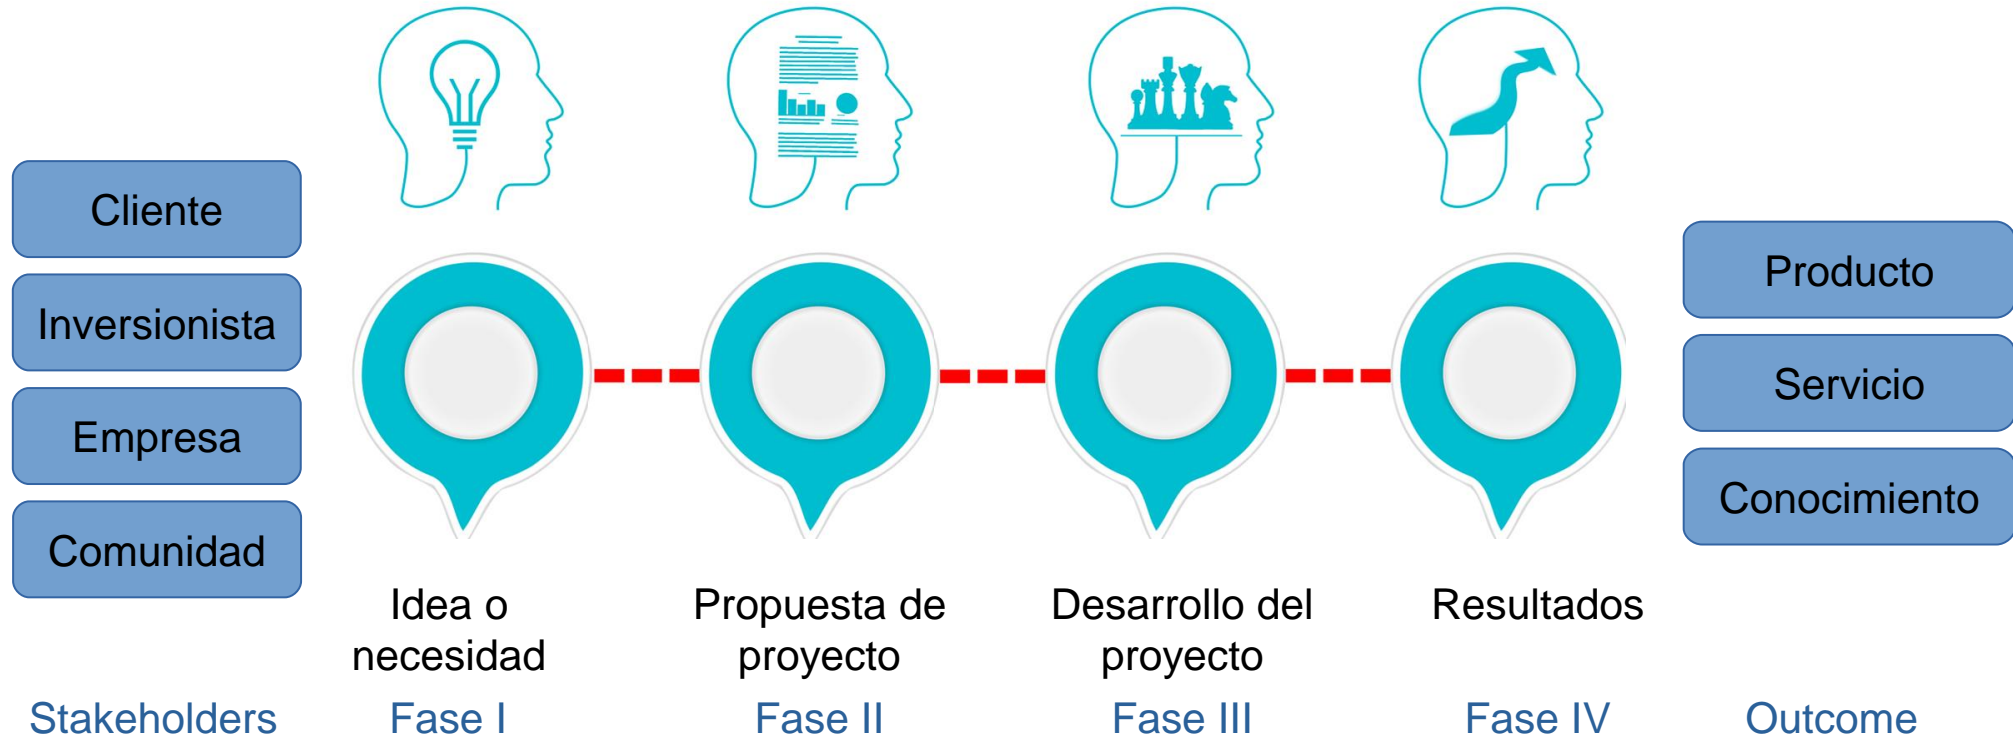 Cliente
Inversionista
Empresa
Comunidad
Stakeholders
Idea o
necesidad
Fase I
Propuesta de
proyecto
Fase II
Desarrollo del
proyecto
Fase III
Resultados
Fase IV
Producto
Servicio
Conocimiento
Outcome